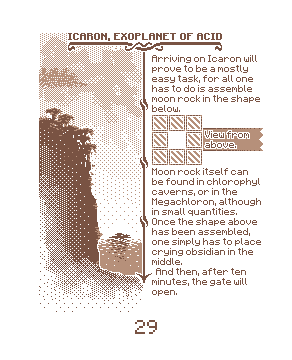 ICARON, EXOPLANET OF ACID
Arriving on Icaron will
prove to be a mostly
easy task, for all one
has to do is assemble
moon rock in the shape
below.
View from
above.
Moon rock itself can
be found in chlorophyl
caverns, or in the
Megachloron, although
in small quantities.
Once the shape above
has been assembled,
one simply has to place
crying obsidian in the
middle.
And then, after ten
minutes, the gate will
open.
29